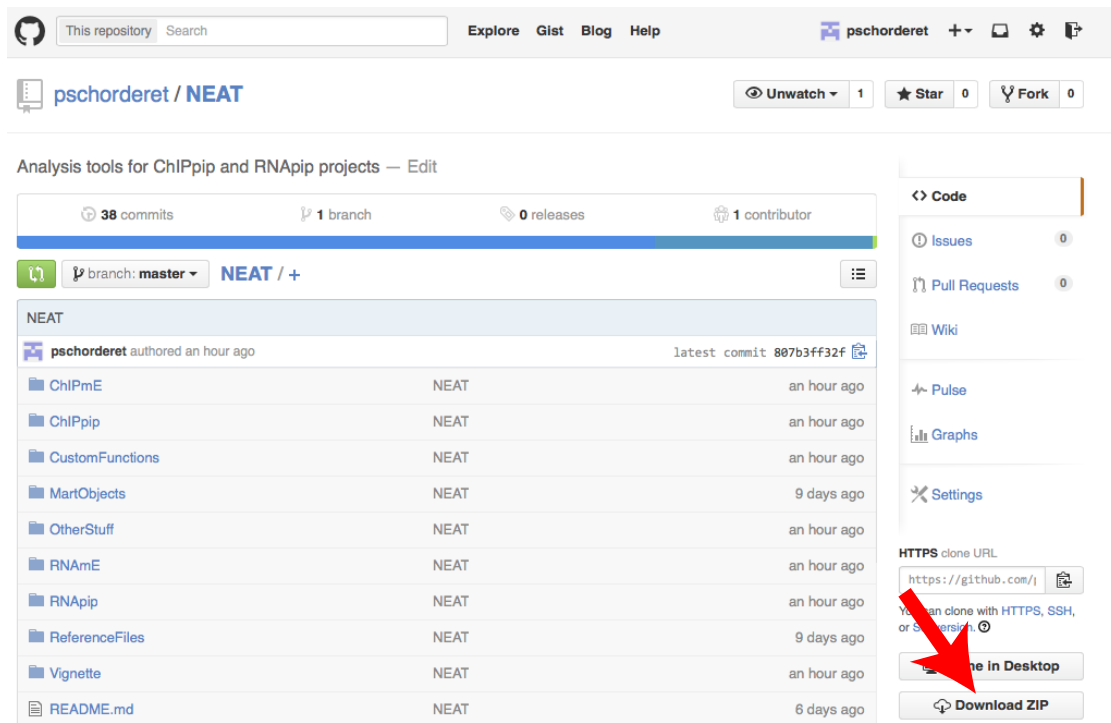 This repository Search Explore Gist Blog Help pschorderet
pschorderet / NEAT Unwatch 1 Star 0 Fork 0
Analysis tools for ChIPpip and RNApip projects — Edit
38 commits 1 branch 0 releases 1 contributor
branch: master NEAT / +
NEAT
pschorderet authored an hour ago latest commit 807b3ff32f
ChIPmE NEAT an hour ago
ChIPpip NEAT an hour ago
CustomFunctions NEAT an hour ago
MartObjects NEAT 9 days ago
OtherStuff NEAT an hour ago
RNAmE NEAT an hour ago
RNApip NEAT an hour ago
ReferenceFiles NEAT 9 days ago
Vignette NEAT an hour ago
README.md NEAT 6 days ago
Code
Issues 0
Pull Requests 0
Wiki
Pulse
Graphs
Settings
HTTPS clone URL
https://github.com/
can clone with HTTPS, SSH,
or
in Desktop
Download ZIP